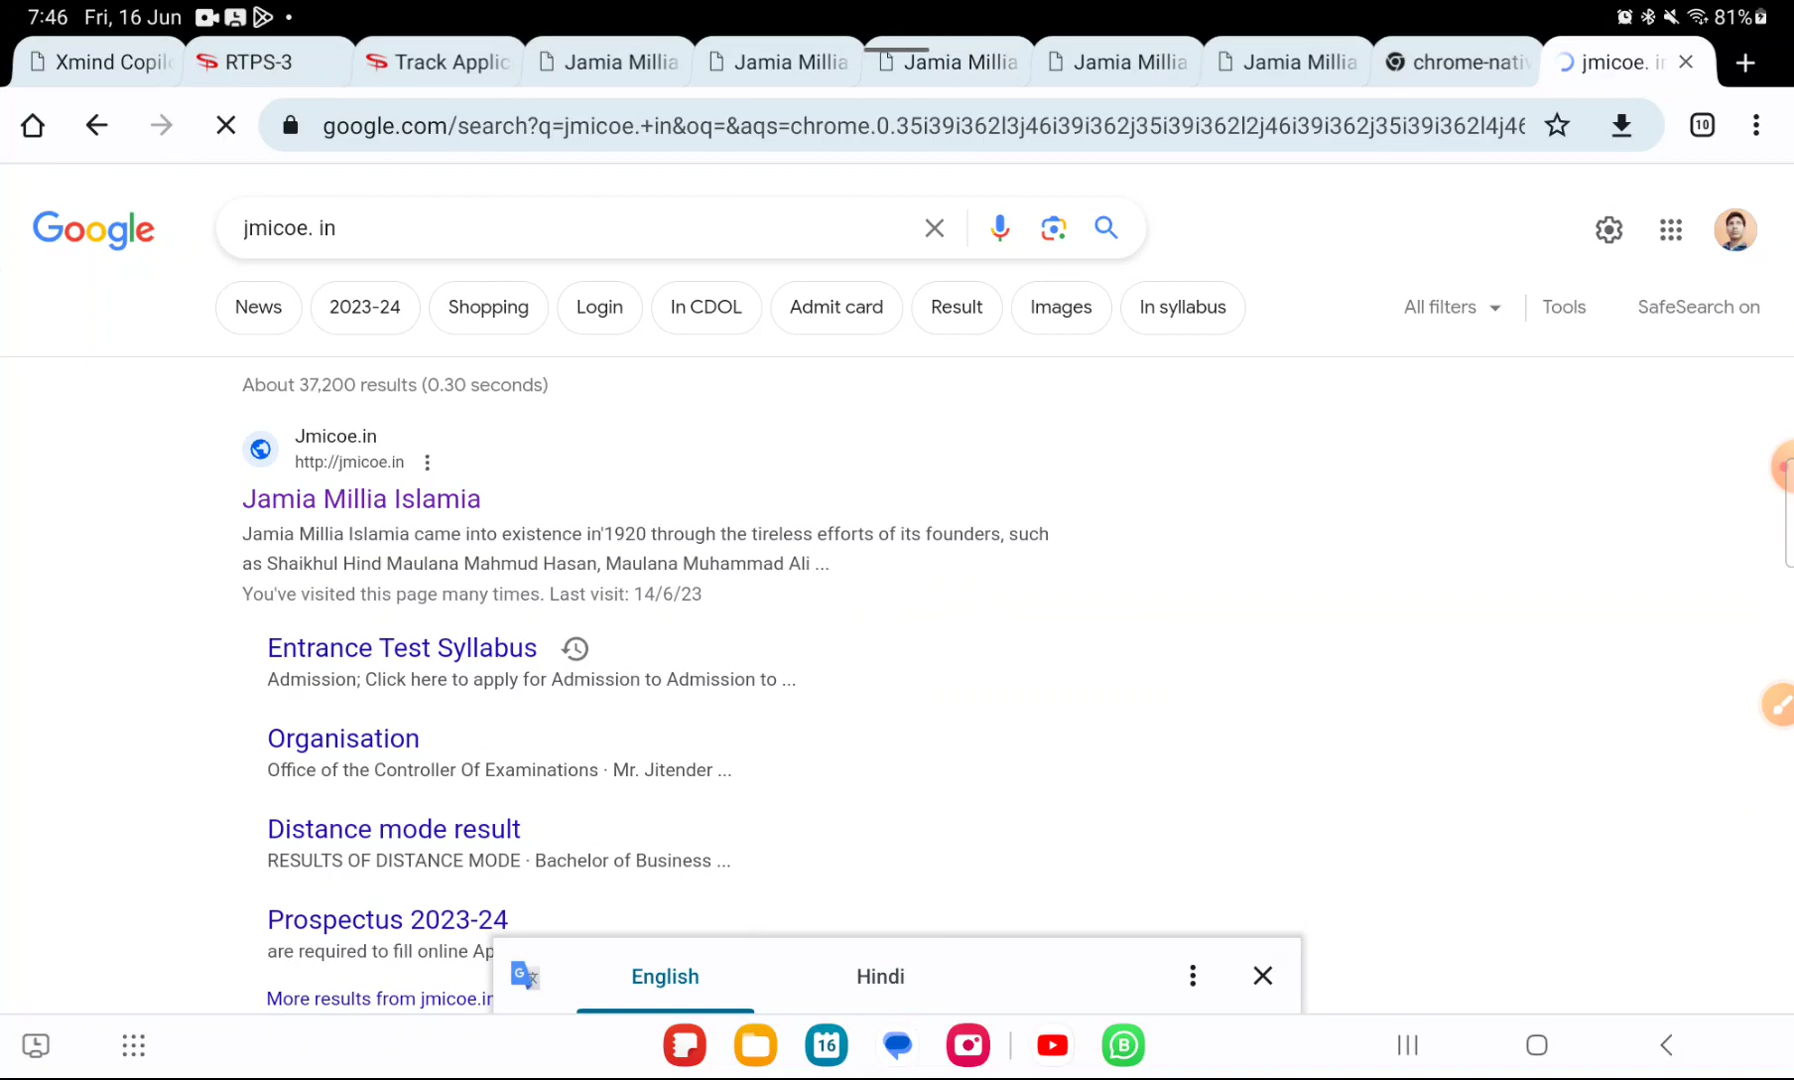 7:46 Fri, 16 Jun
81%
Xmind Copil
RTPS-3
Track Applic
Jamia Millia
Jamia Millia
Jamia Millia
Jamia Millia
Jamia Millia
chrome-nativ
jmicoe. in
google.com/search?q=jmicoe.+in&oq=&aqs=chrome.0.35i39i362l3j46i39i362j35i39i362l2j46i39i362j35i39i362l4j46
10
Google
jmicoe. in
News
2023-24
Shopping
Login
In CDOL
Admit card
Result
Images
In syllabus
All filters
Tools
SafeSearch on
About 37,200 results (0.30 seconds)
Jmicoe.in
http://jmicoe.in
Jamia Millia Islamia
Jamia Millia Islamia came into existence in'1920 through the tireless efforts of its founders, such
as Shaikhul Hind Maulana Mahmud Hasan, Maulana Muhammad Ali ...
You've visited this page many times. Last visit: 14/6/23
Entrance Test Syllabus
Admission; Click here to apply for Admission to Admission to ...
Organisation
Office of the Controller Of Examinations · Mr. Jitender ...
Distance mode result
RESULTS OF DISTANCE MODE · Bachelor of Business ...
Prospectus 2023-24
are required to fill online Ap
More results from jmicoe.in
English
Hindi
16